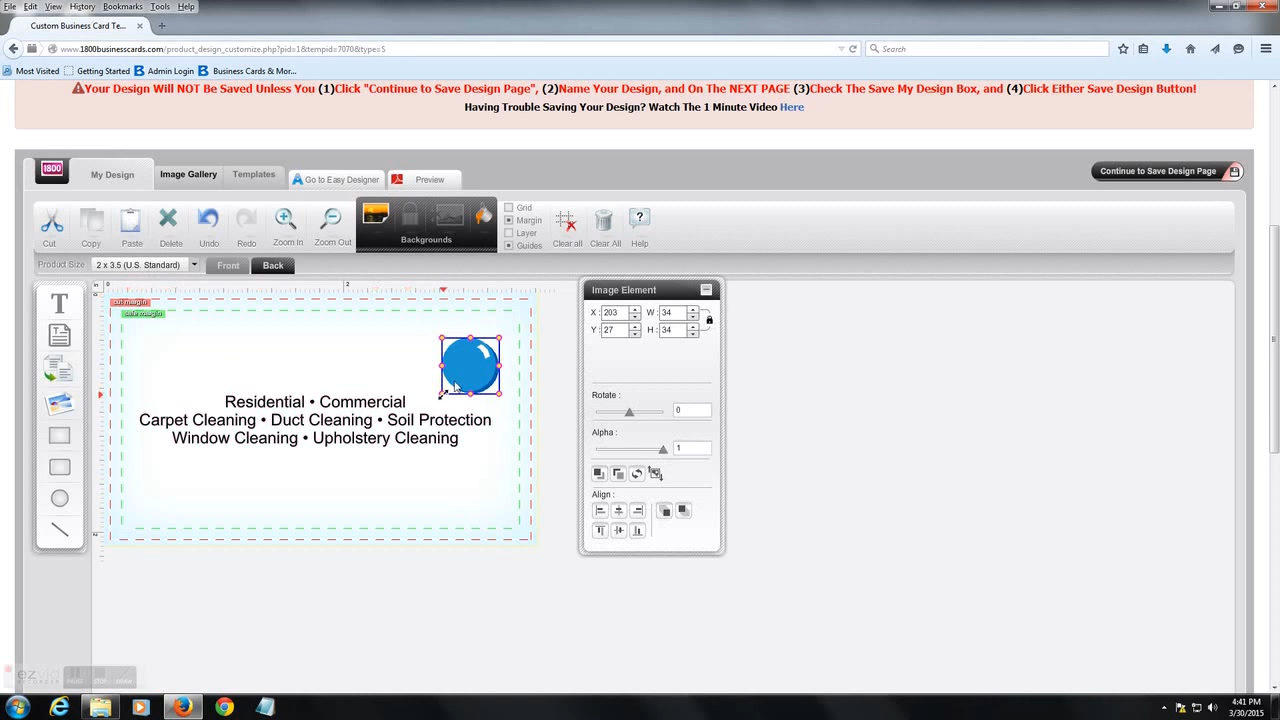 File Edit View History Bookmarks Tools Help
Custom Business Card Te...
www.1800businesscards.com/product_design_customize.php?pid=1&tempid=7070&type=S
Search
Most Visited Getting Started Admin Login Business Cards & Mor...
Your Design Will NOT Be Saved Unless You (1)Click "Continue to Save Design Page", (2)Name Your Design, and On The NEXT PAGE (3)Check The Save My Design Box, and (4)Click Either Save Design Button!
Having Trouble Saving Your Design? Watch The 1 Minute Video Here
1800
My Design Image Gallery Templates Go to Easy Designer Preview
Continue to Save Design Page
Cut Copy Paste Delete Undo Redo Zoom In Zoom Out Backgrounds
Grid
Margin
Layer
Guides
Clear all Clear All Help
Product Size 2 x 3.5 (U.S. Standard) Front Back
in 0 2
cut margin
safe margin
Residential • Commercial
Carpet Cleaning • Duct Cleaning • Soil Protection
Window Cleaning • Upholstery Cleaning
Image Element
X : 203 W : 34
Y : 27 H : 34
Rotate :
0
Alpha :
1
Align :
4:41 PM
3/30/2015